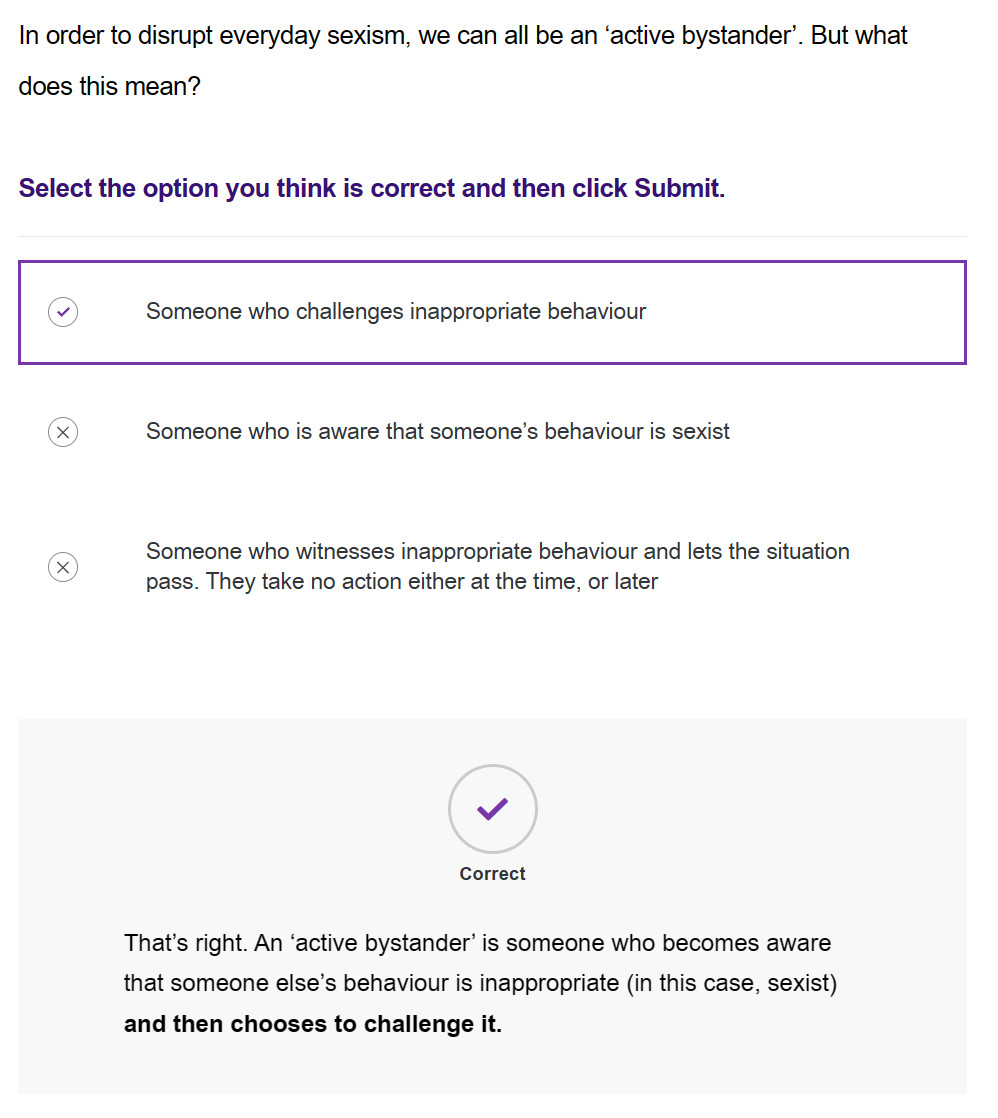 In order to disrupt everyday sexism, we can all be an ‘active bystander’. But what
does this mean?
Select the option you think is correct and then click Submit.
Someone who challenges inappropriate behaviour
Someone who is aware that someone’s behaviour is sexist
Someone who witnesses inappropriate behaviour and lets the situation
pass. They take no action either at the time, or later
Correct
That’s right. An ‘active bystander’ is someone who becomes aware
that someone else’s behaviour is inappropriate (in this case, sexist)
and then chooses to challenge it.